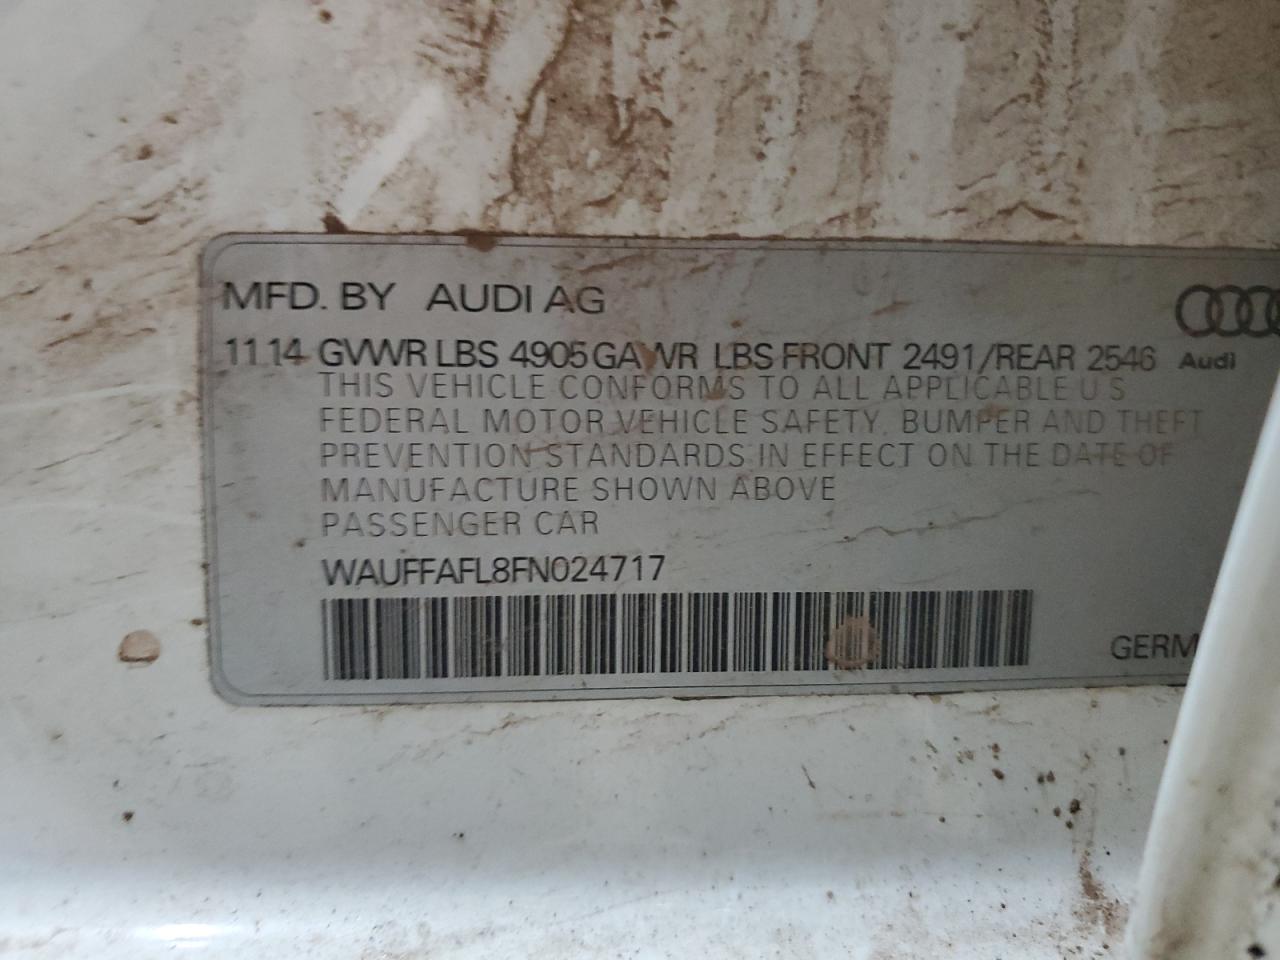 MFD. BY AUDI AG
11.14 GVWR LBS 4905 GAWR LBS FRONT 2491/REAR 2546 Audi
THIS VEHICLE CONFORMS TO ALL APPLICABLE U S
FEDERAL MOTOR VEHICLE SAFETY, BUMPER AND THEFT
PREVENTION STANDARDS IN EFFECT ON THE DATE OF
MANUFACTURE SHOWN ABOVE
PASSENGER CAR
WAUFFAFL8FN024717
GERM